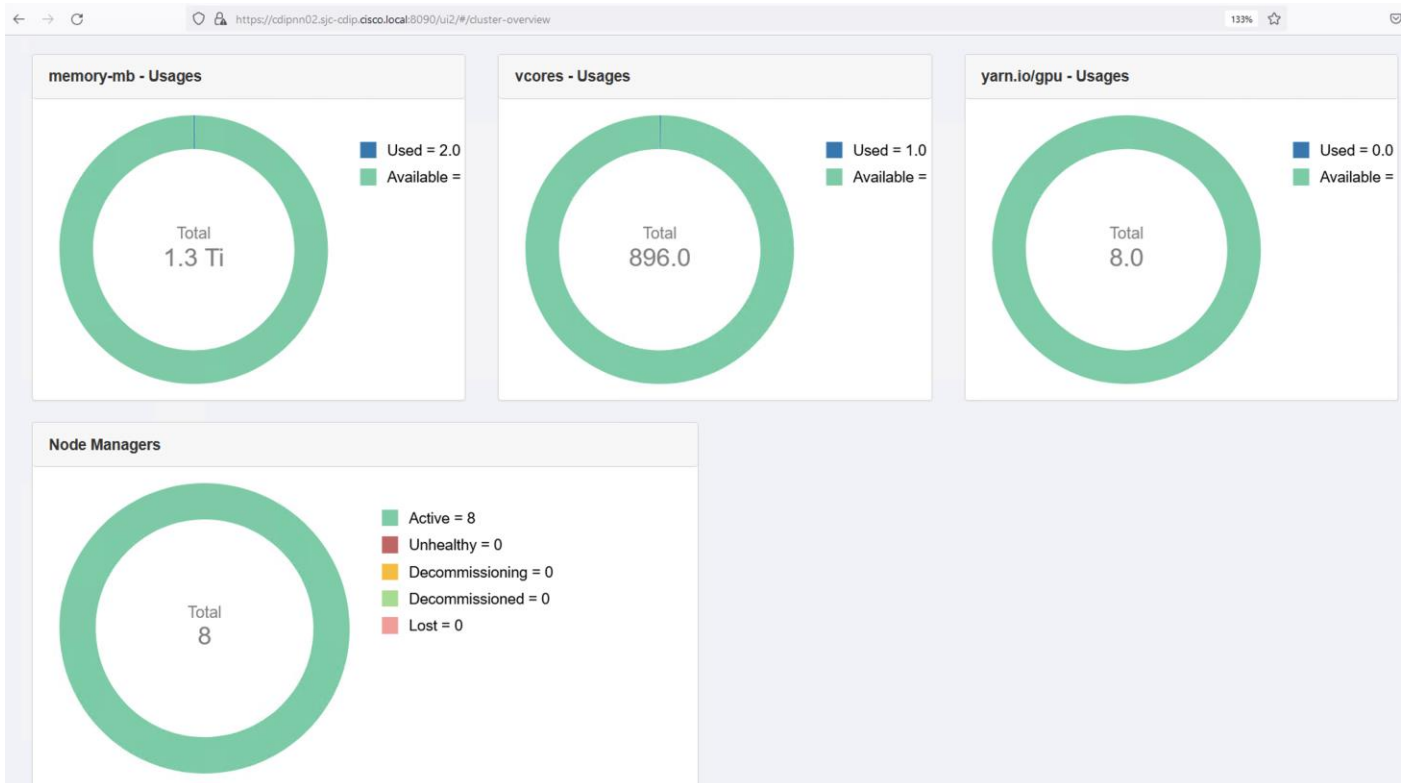 https://cdipnn02.sjc-cdip.cisco.local:8090/ui2/#/cluster-overview
133%
memory-mb - Usages
Used = 2.0
Available =
Total
1.3 Ti
vcores - Usages
Used = 1.0
Available =
Total
896.0
yarn.io/gpu - Usages
Used = 0.0
Available =
Total
8.0
Node Managers
Active = 8
Unhealthy = 0
Decommissioning = 0
Decommissioned = 0
Lost = 0
Total
8